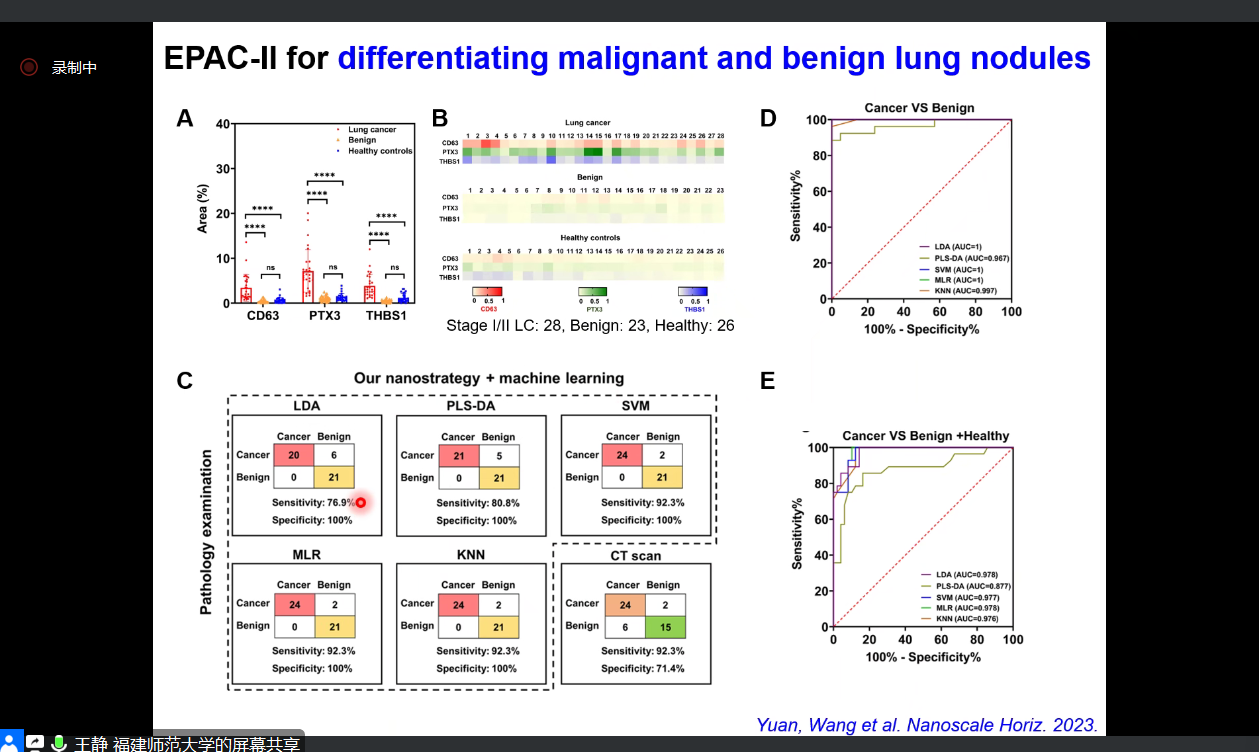 录制中
EPAC-II for differentiating malignant and benign lung nodules
A
40
30
20
10
0
Area (%)
Lung cancer
Benign
Healthy controls
****
****
****
****
****
****
ns
ns
ns
CD63 PTX3 THBS1
B
Lung cancer
1 2 3 4 5 6 7 8 9 10 11 12 13 14 15 16 17 18 19 20 21 22 23 24 25 26 27 28
CD63
PTX3
THBS1
Benign
1 2 3 4 5 6 7 8 9 10 11 12 13 14 15 16 17 18 19 20 21 22 23
CD63
PTX3
THBS1
Healthy controls
1 2 3 4 5 6 7 8 9 10 11 12 13 14 15 16 17 18 19 20 21 22 23 24 25 26
CD63
PTX3
THBS1
0 0.5 1
CD63
0 0.5 1
PTX3
0 0.5 1
THBS1
Stage I/II LC: 28, Benign: 23, Healthy: 26
D
Cancer VS Benign
100
80
60
40
20
0
Sensitivity%
LDA (AUC=1)
PLS-DA (AUC=0.967)
SVM (AUC=1)
MLR (AUC=1)
KNN (AUC=0.997)
0 20 40 60 80 100
100% - Specificity%
C
Our nanostrategy + machine learning
Pathology examination
LDA
Cancer Benign
Cancer 20 6
Benign 0 21
Sensitivity: 76.9%
Specificity: 100%
PLS-DA
Cancer Benign
Cancer 21 5
Benign 0 21
Sensitivity: 80.8%
Specificity: 100%
SVM
Cancer Benign
Cancer 24 2
Benign 0 21
Sensitivity: 92.3%
Specificity: 100%
MLR
Cancer Benign
Cancer 24 2
Benign 0 21
Sensitivity: 92.3%
Specificity: 100%
KNN
Cancer Benign
Cancer 24 2
Benign 0 21
Sensitivity: 92.3%
Specificity: 100%
CT scan
Cancer Benign
Cancer 24 2
Benign 6 15
Sensitivity: 92.3%
Specificity: 71.4%
E
Cancer VS Benign +Healthy
100
80
60
40
20
0
Sensitivity%
LDA (AUC=0.978)
PLS-DA (AUC=0.877)
SVM (AUC=0.977)
MLR (AUC=0.978)
KNN (AUC=0.976)
0 20 40 60 80 100
100% - Specificity%
Yuan, Wang et al. Nanoscale Horiz. 2023.
王静 福建师范大学的屏幕共享